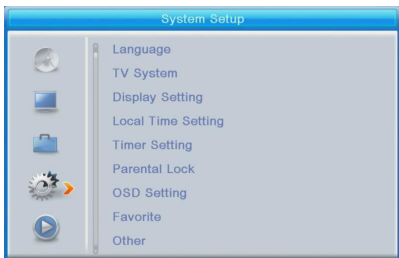 System Setup
Language
TV System
Display Setting
Local Time Setting
Timer Setting
Parental Lock
OSD Setting
Favorite
Other